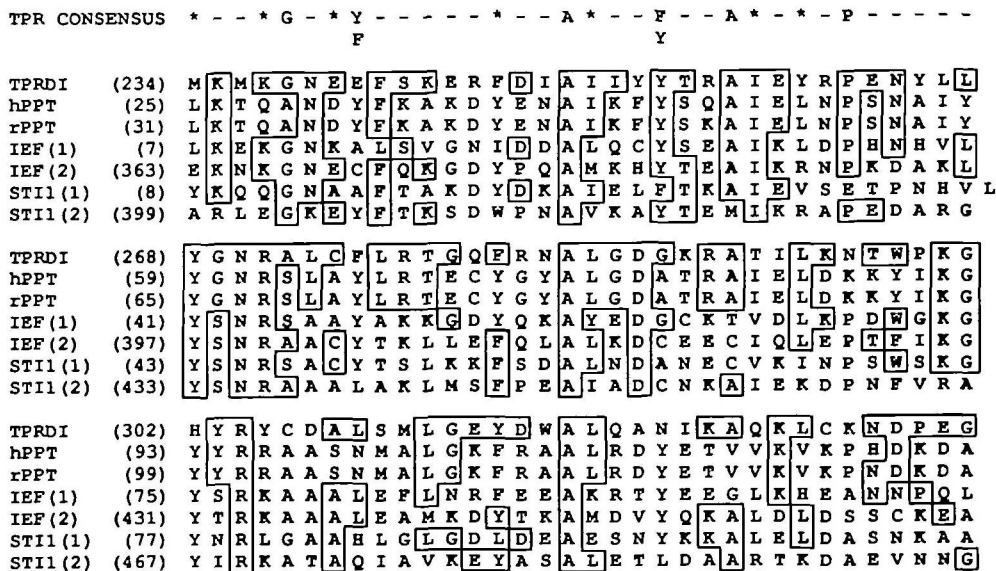 TPR CONSENSUS * - - * G - * Y - - - - - * - - A * - - - F - - A * - * - P - - - - -
F Y
TPRDI (234) M K M K G N E E F S K E R F D I A I I Y Y T R A I E Y R P E N Y L L
hPPT (25) L K T Q A N D Y F K A K D Y E N A I K F Y S Q A I E L N P S N A I Y
rPPT (31) L K T Q A N D Y F K A K D Y E N A I K F Y S K A I E L N P S N A I Y
IEF(1) (7) L K E K G N K A L S V G N I D D A L Q C Y S E A I K L D P H N H V L
IEF(2) (363) E K N K G N E C F Q K G D Y P Q A M K H Y T E A I K R N P K D A K L
STI1(1) (8) Y K Q Q G N A A F T A K D Y D K A I E L F T K A I E V S E T P N H V L
STI1(2) (399) A R L E G K E Y F T K S D W P N A V K A Y T E M I K R A P E D A R G
TPRDI (268) Y G N R A L C F L R T G Q F R N A L G D G K R A T I L K N T W P K G
hPPT (59) Y G N R S L A Y L R T E C Y G Y A L G D A T R A I E L D K K Y I K G
rPPT (65) Y G N R S L A Y L R T E C Y G Y A L G D A T R A I E L D K K Y I K G
IEF(1) (41) Y S N R S A A Y A K K G D Y Q K A Y E D G C K T V D L K P D W G K G
IEF(2) (397) Y S N R A A C Y T K L L E F Q L A L K D C E E C I Q L E P T F I K G
STI1(1) (43) Y S N R S A C Y T S L K K F S D A L N D A N E C V K I N P S W S K G
STI1(2) (433) Y S N R A A A L A K L M S F P E A I A D C N K A I E K D P N F V R A
TPRDI (302) H Y R Y C D A L S M L G E Y D W A L Q A N I K A Q K L C K N D P E G
hPPT (93) Y Y R R A A S N M A L G K F R A A L R D Y E T V V K V K P H D K D A
rPPT (99) Y Y R R A A S N M A L G K F R A A L R D Y E T V V K V K P N D K D A
IEF(1) (75) Y S R K A A A L E F L N R F E E A K R T Y E E G L K H E A N N P Q L
IEF(2) (431) Y T R K A A A L E A M K D Y T K A M D V Y Q K A L D L D S S C K E A
STI1(1) (77) Y N R L G A A H L G L G D L D E A E S N Y K K A L E L D A S N K A A
STI1(2) (467) Y I R K A T A Q I A V K E Y A S A L E T L D A A R T K D A E V N N G